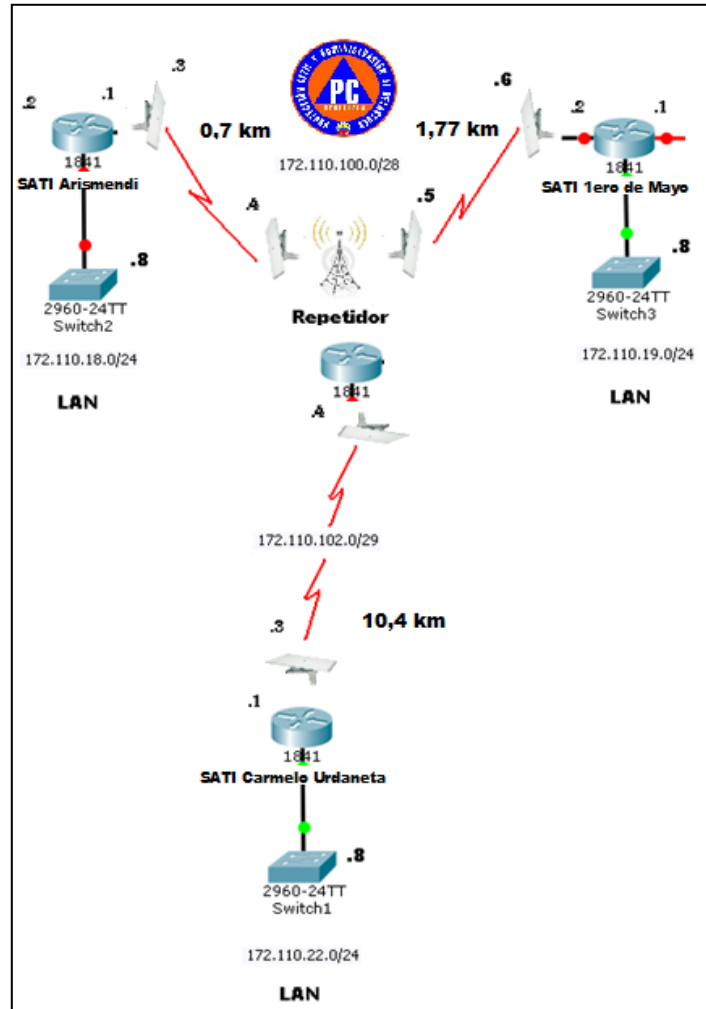 .3
.6
.2
.1
PC
0,7 km
1,77 km
.2
.1
1841
SATI Arismendi
172.110.100.0/28
1841
SATI 1ero de Mayo
.4
.5
.8
2960-24TT
Switch2
Repetidor
.8
2960-24TT
Switch3
172.110.18.0/24
LAN
172.110.19.0/24
LAN
1841
.4
172.110.102.0/29
.3
10,4 km
.1
1841
SATI Carmelo Urdaneta
.8
2960-24TT
Switch1
172.110.22.0/24
LAN